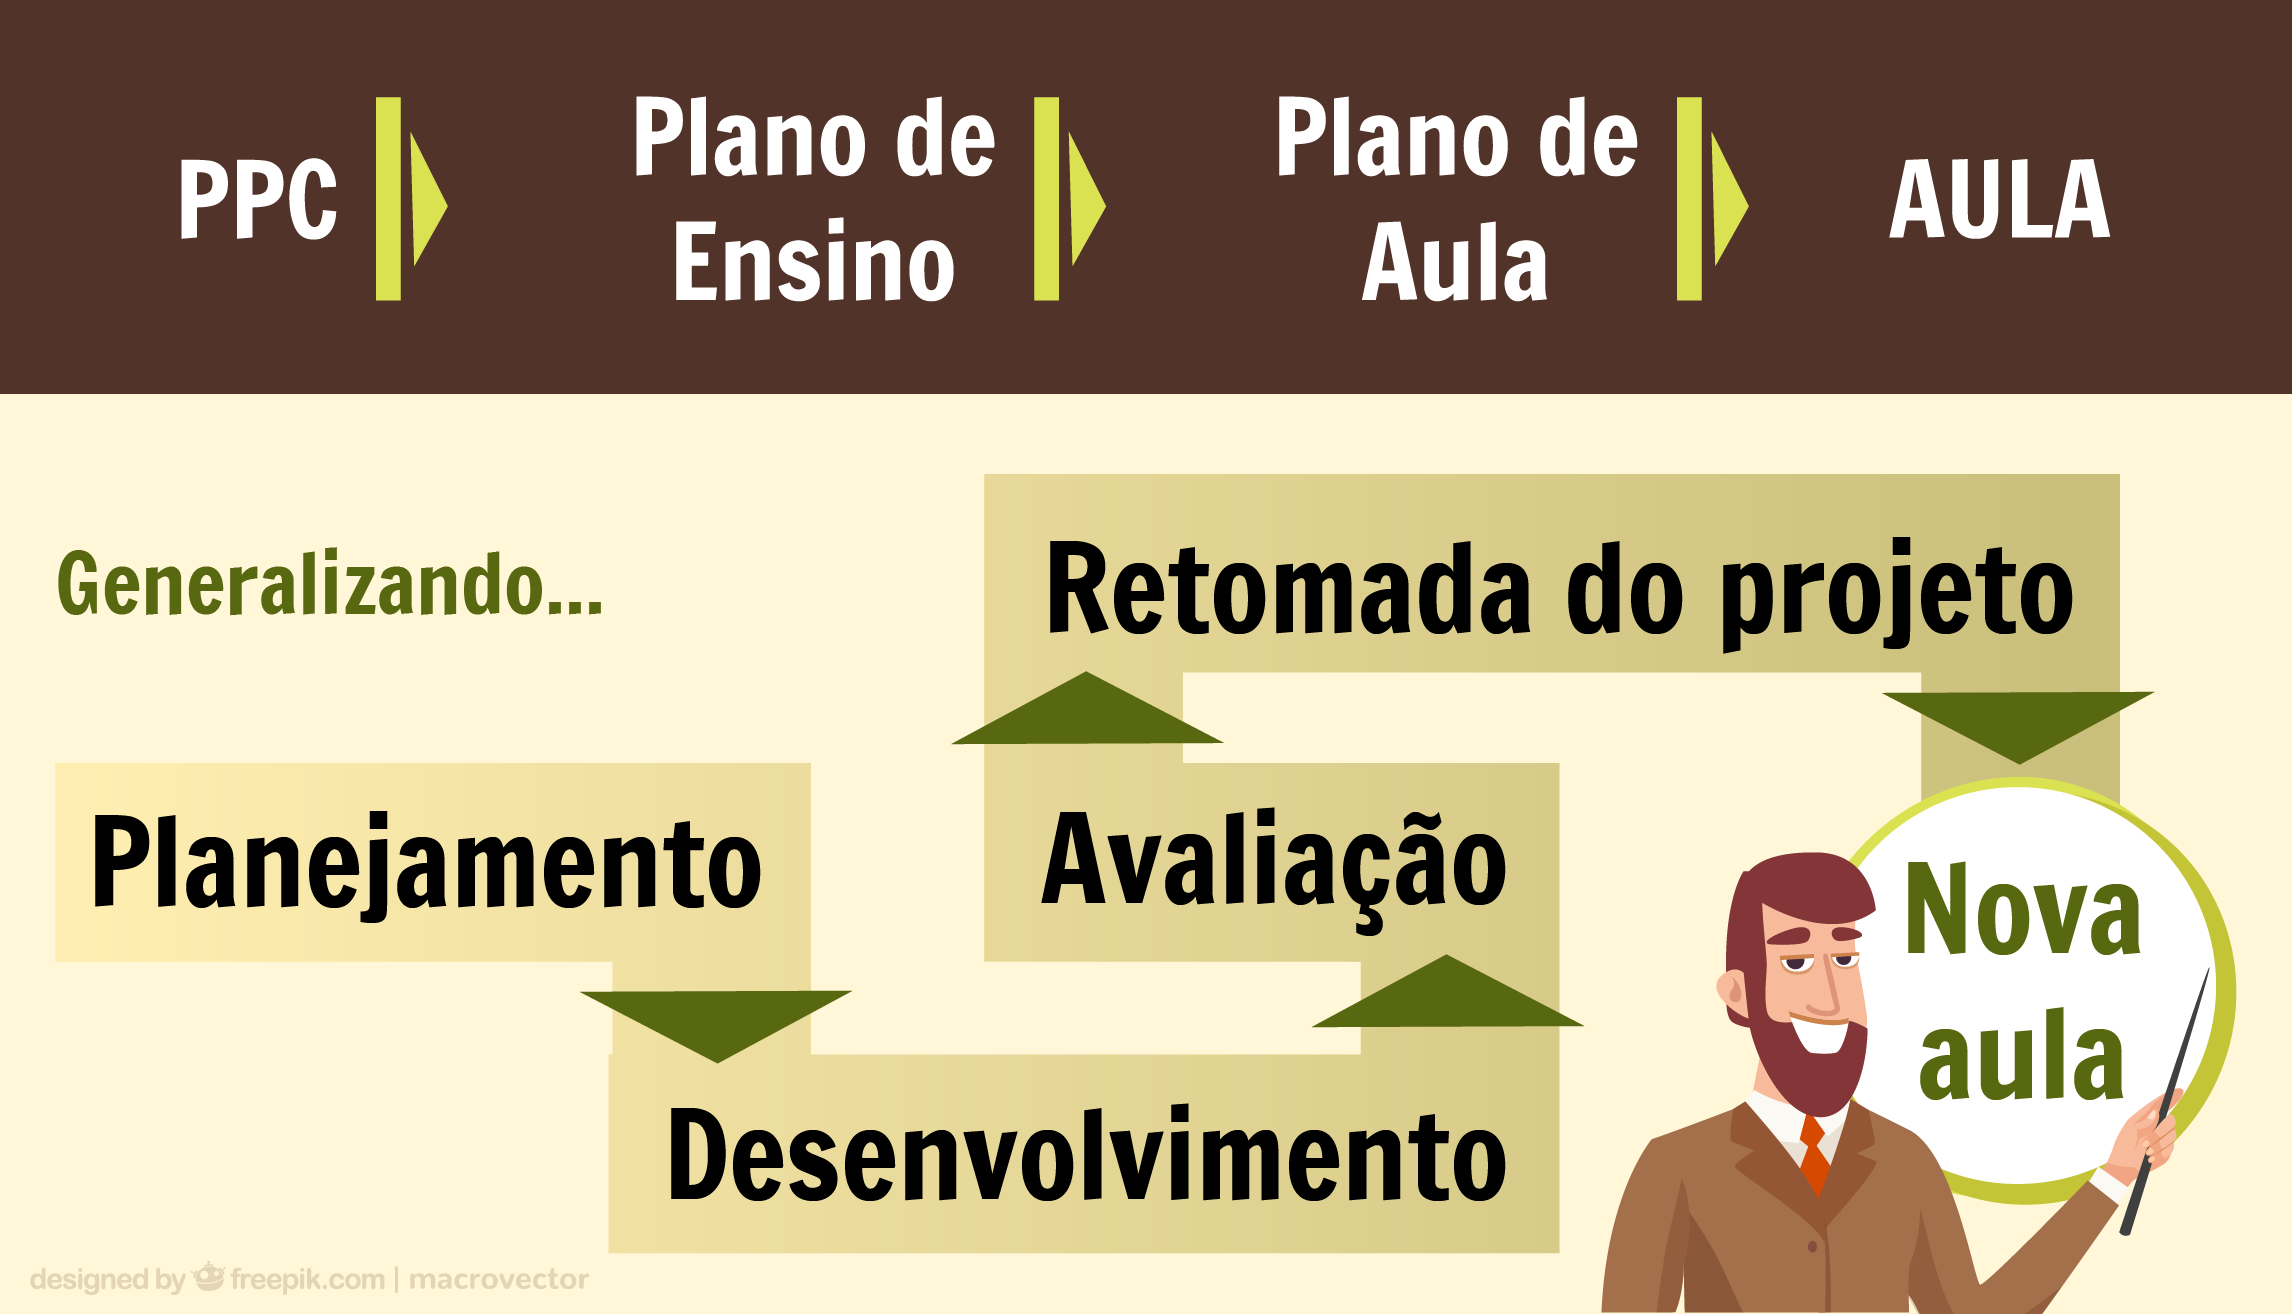 PPC
Plano de
Ensino
Plano de
Aula
AULA
Generalizando...
Retomada do projeto
Planejamento
Avaliação
Nova
aula
Desenvolvimento
designed by freepik.com | macrovector